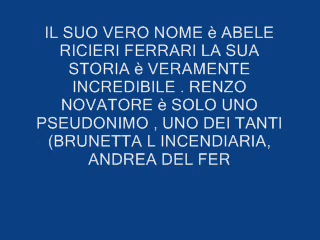 IL SUO VERO NOME è ABELE
RICIERI FERRARI LA SUA
STORIA è VERAMENTE
INCREDIBILE . RENZO
NOVATORE è SOLO UNO
PSEUDONIMO , UNO DEI TANTI
(BRUNETTA L INCENDIARIA,
ANDREA DEL FER